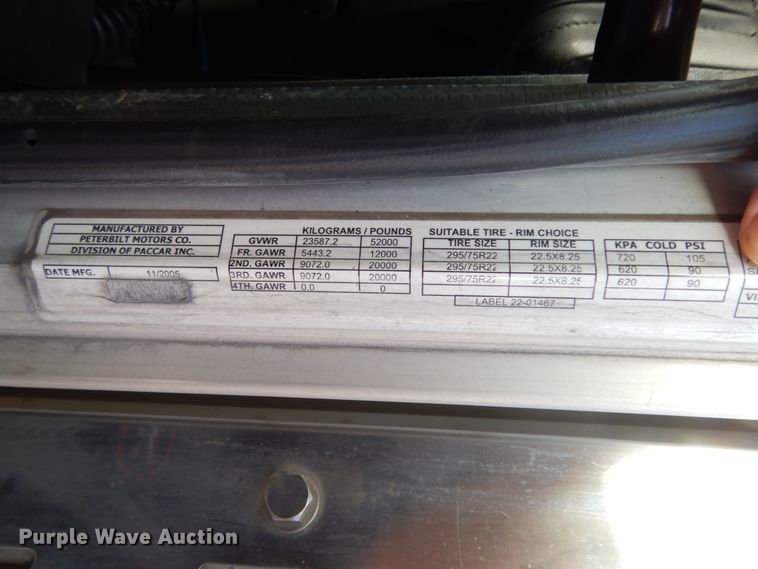 MANUFACTURED BY
PETERBILT MOTORS CO.
DIVISION OF PACCAR INC.
DATE MFG. 11/2005
KILOGRAMS / POUNDS
GVWR 23587.2 52000
FR. GAWR 5443.2 12000
2ND. GAWR 9072.0 20000
3RD. GAWR 9072.0 20000
4TH. GAWR 0.0 0
SUITABLE TIRE - RIM CHOICE
TIRE SIZE RIM SIZE
295/75R22 22.5X8.25
295/75R22 22.5X8.25
295/75R22 22.5X8.25
LABEL 22-01467
KPA COLD PSI
720 105
620 90
620 90
Purple Wave Auction